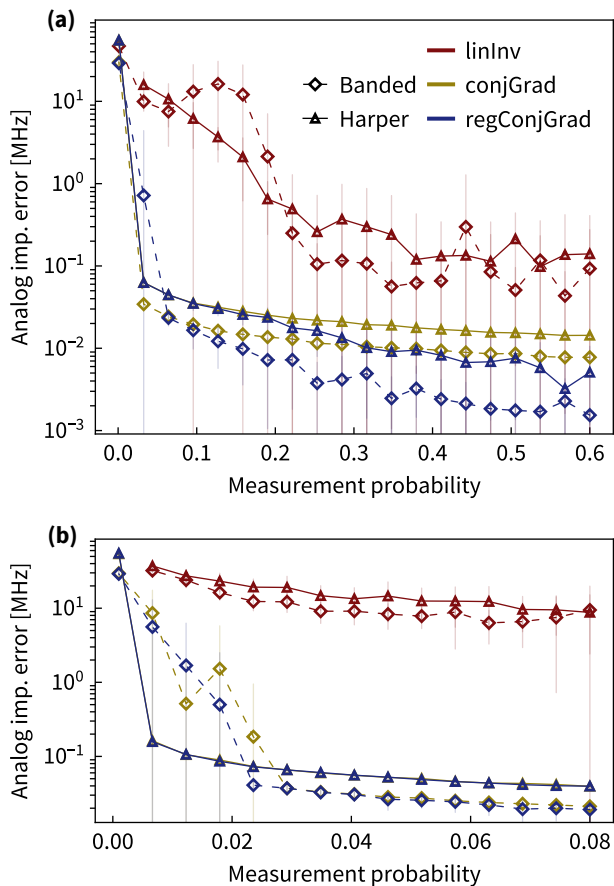 (a)
Analog imp. error [MHz]
10¹
10⁰
10⁻¹
10⁻²
10⁻³
Banded
Harper
linInv
conjGrad
regConjGrad
0.0 0.1 0.2 0.3 0.4 0.5 0.6
Measurement probability
(b)
Analog imp. error [MHz]
10¹
10⁰
10⁻¹
0.00 0.02 0.04 0.06 0.08
Measurement probability